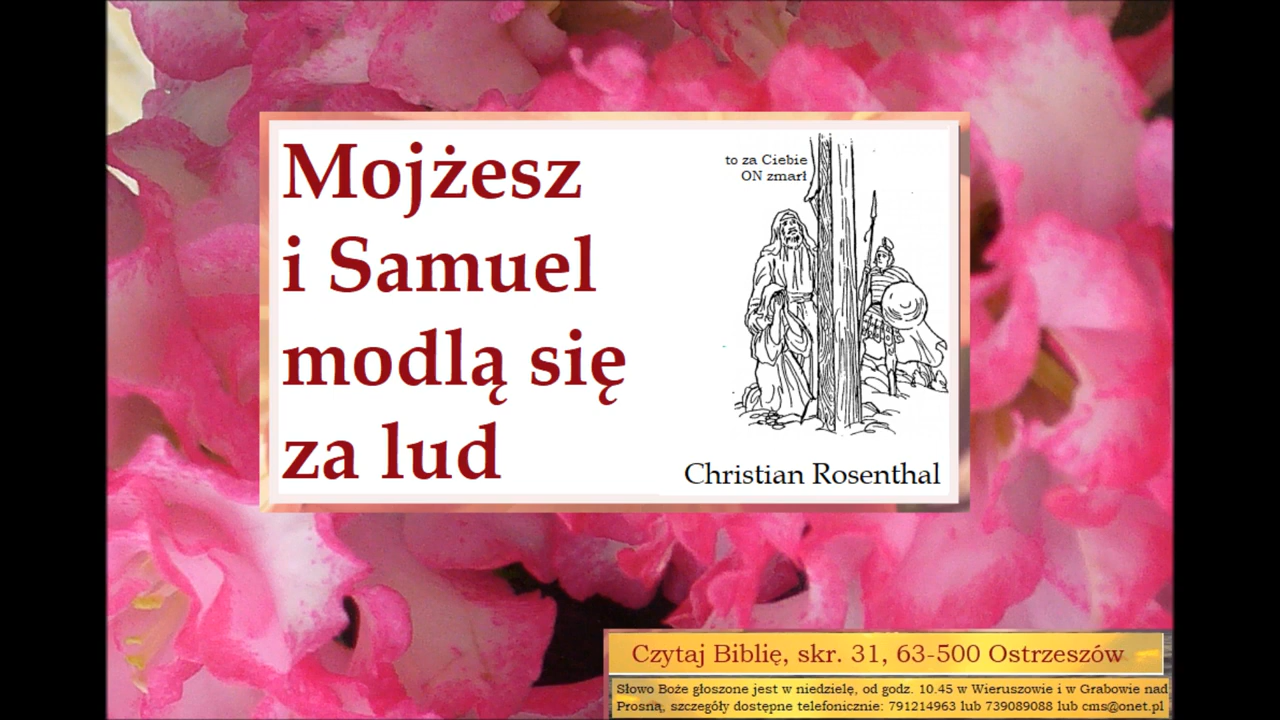 Mojżesz
i Samuel
modlą się
za lud
to za Ciebie
ON zmarł
Christian Rosenthal
Czytaj Biblię, skr. 31, 63-500 Ostrzeszów
Słowo Boże głoszone jest w niedzielę, od godz. 10.45 w Wieruszowie i w Grabowie nad
Prosną, szczegóły dostępne telefonicznie: 791214963 lub 739089088 lub cms@onet.pl